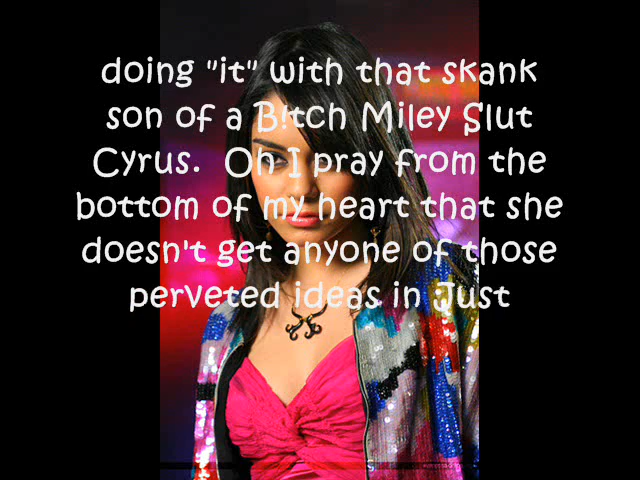 doing "it" with that skank
son of a B!tch Miley Slut
Cyrus.  Oh I pray from the
bottom of my heart that she
doesn't get anyone of those
perveted ideas in Just